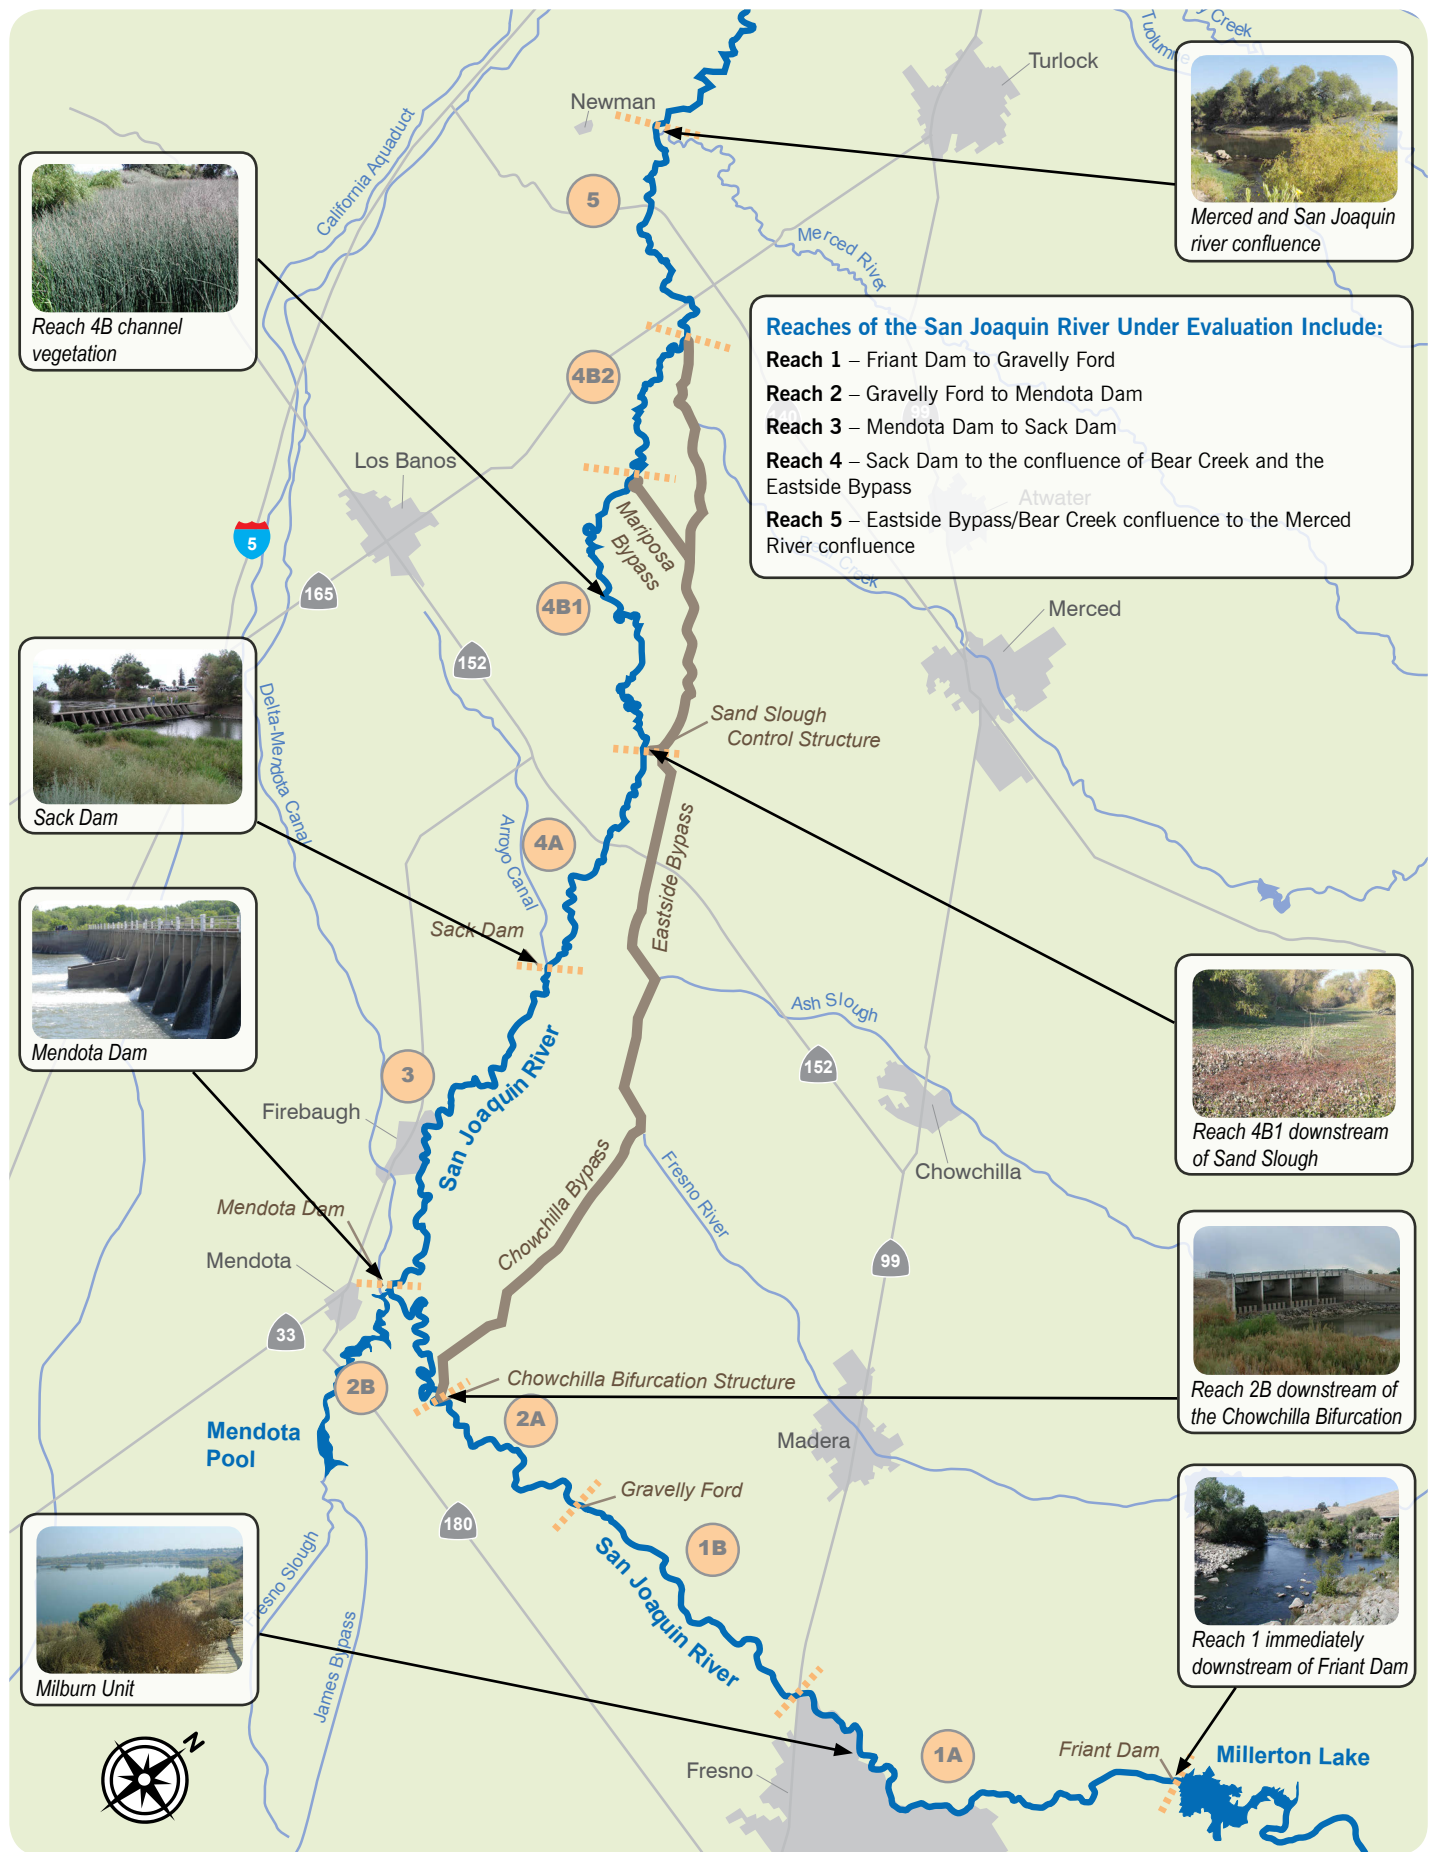 Tuolumne
Creek
Turlock
Newman
California Aquaduct
Merced and San Joaquin
river confluence
5
Merced River
Reach 4B channel
vegetation
Reaches of the San Joaquin River Under Evaluation Include:
Reach 1 – Friant Dam to Gravelly Ford
Reach 2 – Gravelly Ford to Mendota Dam
Reach 3 – Mendota Dam to Sack Dam
Reach 4 – Sack Dam to the confluence of Bear Creek and the
Eastside Bypass
Reach 5 – Eastside Bypass/Bear Creek confluence to the Merced
River confluence
140
99
Atwater
Bear Creek
4B2
Los Banos
Mariposa
Bypass
5
165
4B1
Merced
152
Delta-Mendota Canal
Sand Slough
Control Structure
Sack Dam
4A
Arroyo Canal
Eastside Bypass
Sack Dam
Mendota Dam
Ash Slough
San Joaquin River
3
152
Firebaugh
Reach 4B1 downstream
of Sand Slough
Chowchilla
Fresno River
Chowchilla Bypass
Mendota Dam
Mendota
99
33
2B
Chowchilla Bifurcation Structure
Reach 2B downstream of
the Chowchilla Bifurcation
2A
Mendota
Pool
Madera
Gravelly Ford
180
1B
San Joaquin River
Fresno Slough
James Bypass
Milburn Unit
Reach 1 immediately
downstream of Friant Dam
N
1A
Friant Dam
Millerton Lake
Fresno